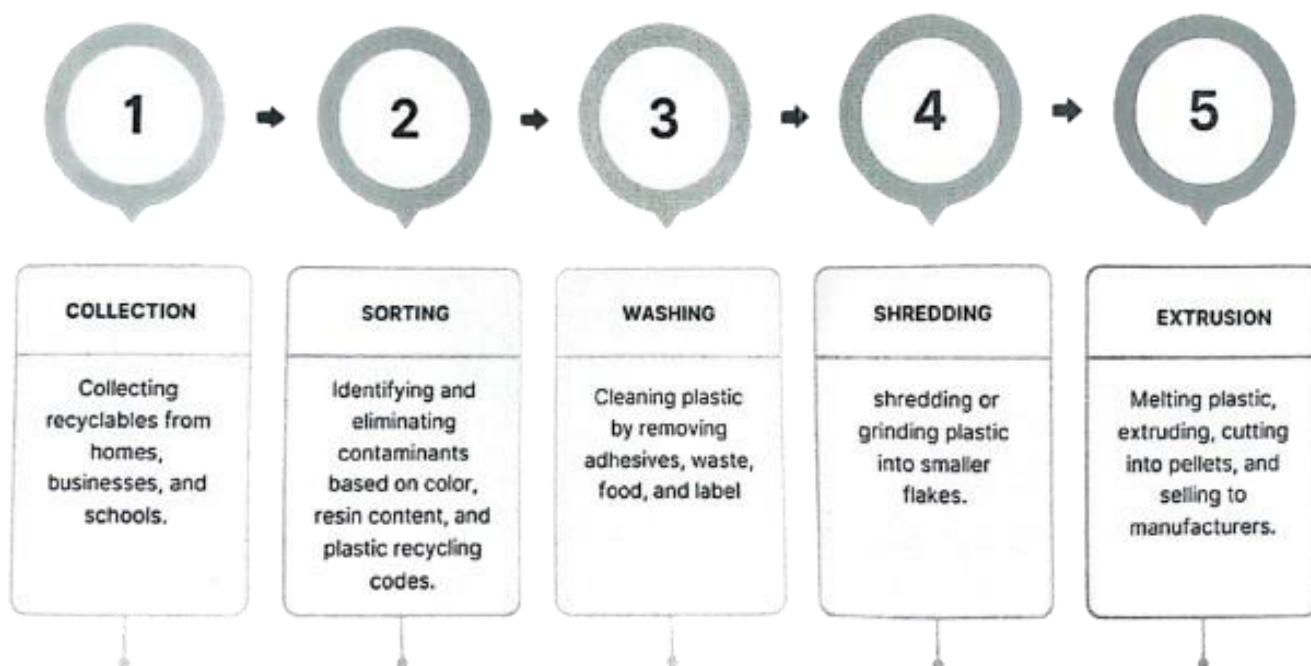 1
2
3
4
5
COLLECTION
Collecting
recyclables from
homes,
businesses, and
schools.
SORTING
Identifying and
eliminating
contaminants
based on color,
resin content, and
plastic recycling
codes.
WASHING
Cleaning plastic
by removing
adhesives, waste,
food, and label
SHREDDING
shredding or
grinding plastic
into smaller
flakes.
EXTRUSION
Melting plastic,
extruding, cutting
into pellets, and
selling to
manufacturers.